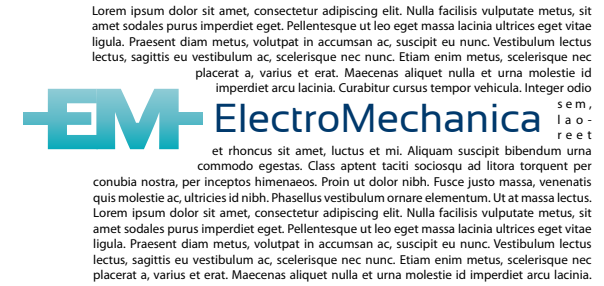 Lorem ipsum dolor sit amet, consectetur adipiscing elit. Nulla facilisis vulputate metus, sit
amet sodales purus imperdiet eget. Pellentesque ut leo eget massa lacinia ultrices eget vitae
ligula. Praesent diam metus, volutpat in accumsan ac, suscipit eu nunc. Vestibulum lectus
lectus, sagittis eu vestibulum ac, scelerisque nec nunc. Etiam enim metus, scelerisque nec
placerat a, varius et erat. Maecenas aliquet nulla et urna molestie id
imperdiet arcu lacinia. Curabitur cursus tempor vehicula. Integer odio
EM ElectroMechanica
sem,
lao-
reet
et rhoncus sit amet, luctus et mi. Aliquam suscipit bibendum urna
commodo egestas. Class aptent taciti sociosqu ad litora torquent per
conubia nostra, per inceptos himenaeos. Proin ut dolor nibh. Fusce justo massa, venenatis
quis molestie ac, ultricies id nibh. Phasellus vestibulum ornare elementum. Ut at massa lectus.
Lorem ipsum dolor sit amet, consectetur adipiscing elit. Nulla facilisis vulputate metus, sit
amet sodales purus imperdiet eget. Pellentesque ut leo eget massa lacinia ultrices eget vitae
ligula. Praesent diam metus, volutpat in accumsan ac, suscipit eu nunc. Vestibulum lectus
lectus, sagittis eu vestibulum ac, scelerisque nec nunc. Etiam enim metus, scelerisque nec
placerat a, varius et erat. Maecenas aliquet nulla et urna molestie id imperdiet arcu lacinia.